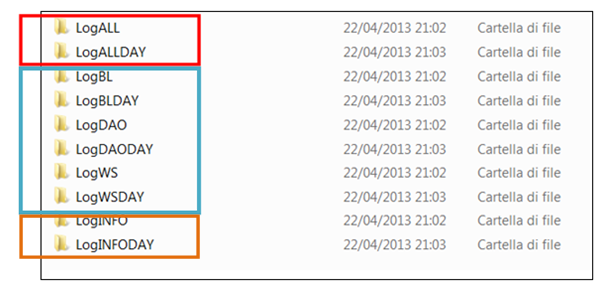 LogALL 22/04/2013 21:02 Cartella di file
LogALLDAY 22/04/2013 21:03 Cartella di file
LogBL 22/04/2013 21:02 Cartella di file
LogBLDAY 22/04/2013 21:03 Cartella di file
LogDAO 22/04/2013 21:02 Cartella di file
LogDAODAY 22/04/2013 21:03 Cartella di file
LogWS 22/04/2013 21:02 Cartella di file
LogWSDAY 22/04/2013 21:03 Cartella di file
LogINFO 22/04/2013 21:02 Cartella di file
LogINFODAY 22/04/2013 21:03 Cartella di file